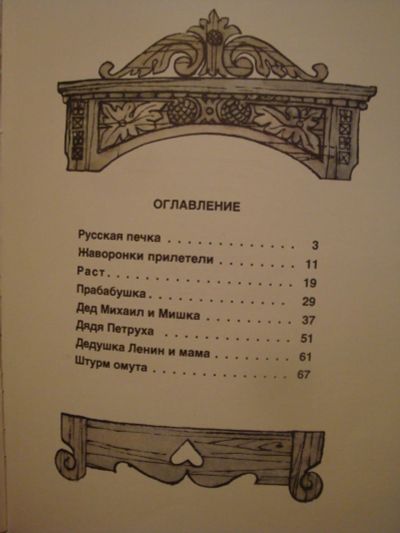 ОГЛАВЛЕНИЕ
Русская печка . . . . . . . . . . . . 3
Жаворонки прилетели . . . . . . . . 11
Раст . . . . . . . . . . . . . . . . . 19
Прабабушка . . . . . . . . . . . . . 29
Дед Михаил и Мишка . . . . . . . . 37
Дядя Петруха . . . . . . . . . . . . 51
Дедушка Ленин и мама . . . . . . . 61
Штурм омута . . . . . . . . . . . . 67